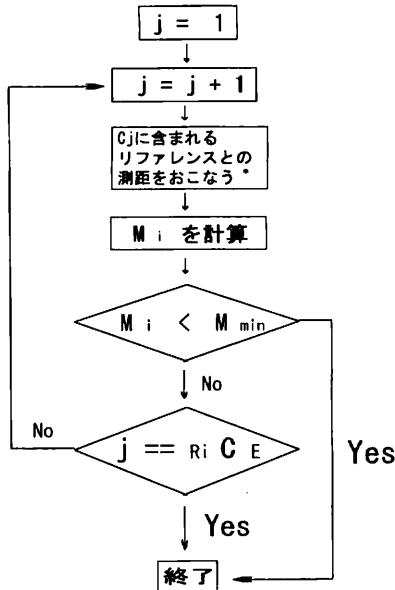 j = 1
j = j + 1
Cjに含まれる
リファレンスとの
測距をおこなう*
M i を計算
M i < M min
No
No
j == Ri C E
Yes
Yes
終了